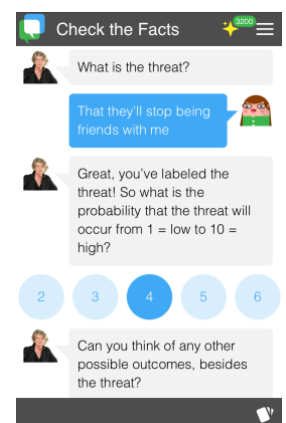 Check the Facts
3200
What is the threat?
That they'll stop being
friends with me
Great, you've labeled the
threat! So what is the
probability that the threat will
occur from 1 = low to 10 =
high?
2 3 4 5 6
Can you think of any other
possible outcomes, besides
the threat?